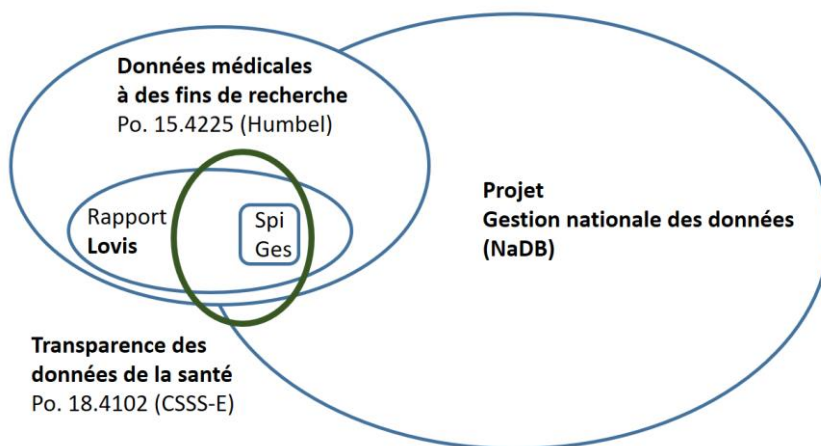 Données médicales
à des fins de recherche
Po. 15.4225 (Humbel)
Rapport
Lovis
Spi
Ges
Projet
Gestion nationale des données
(NaDB)
Transparence des
données de la santé
Po. 18.4102 (CSSS-E)